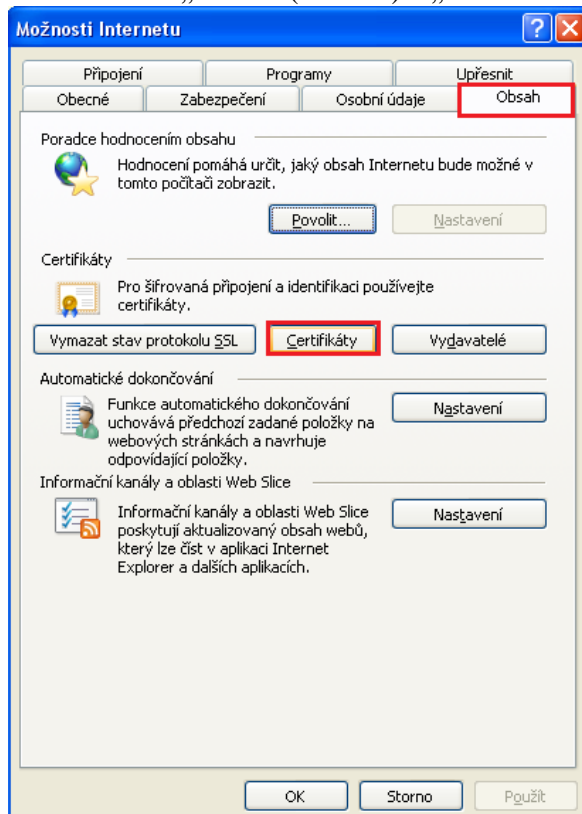 Možnosti Internetu
Připojení Programy Upřesnit
Obecné Zabezpečení Osobní údaje Obsah
Poradce hodnocením obsahu
Hodnocení pomáhá určit, jaký obsah Internetu bude možné v
tomto počítači zobrazit.
Povolit... Nastavení
Certifikáty
Pro šifrovaná připojení a identifikaci používejte
certifikáty.
Vymazat stav protokolu SSL Certifikáty Vydavatelé
Automatické dokončování
Funkce automatického dokončování
uchovává předchozí zadané položky na
webových stránkách a navrhuje
odpovídající položky.
Nastavení
Informační kanály a oblasti Web Slice
Informační kanály a oblasti Web Slice
poskytují aktualizovaný obsah webů,
který lze číst v aplikaci Internet
Explorer a dalších aplikacích.
Nastavení
OK Storno Použít